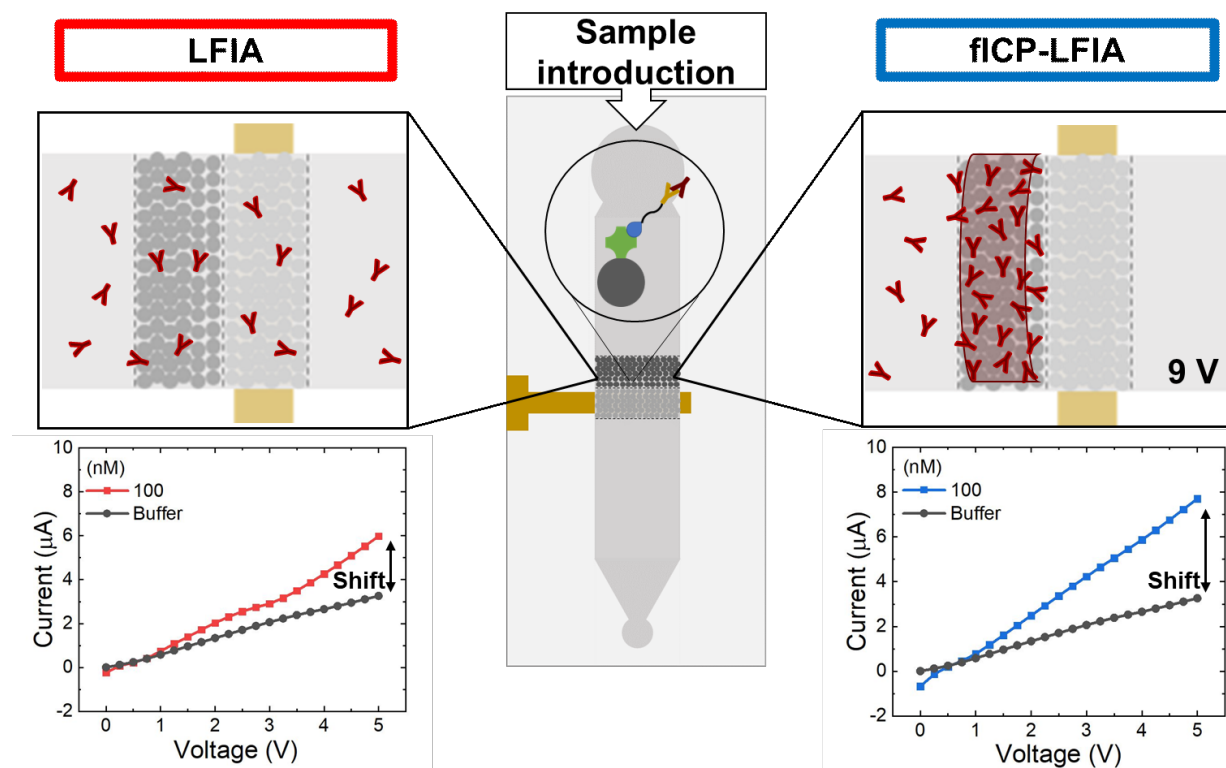 LFIA
Sample
introduction
fICP-LFIA
9 V
10
8
6
4
2
0
-2
Current (μA)
(nM)
100
Buffer
Shift
0 1 2 3 4 5
Voltage (V)
10
8
6
4
2
0
-2
Current (μA)
(nM)
100
Buffer
Shift
0 1 2 3 4 5
Voltage (V)